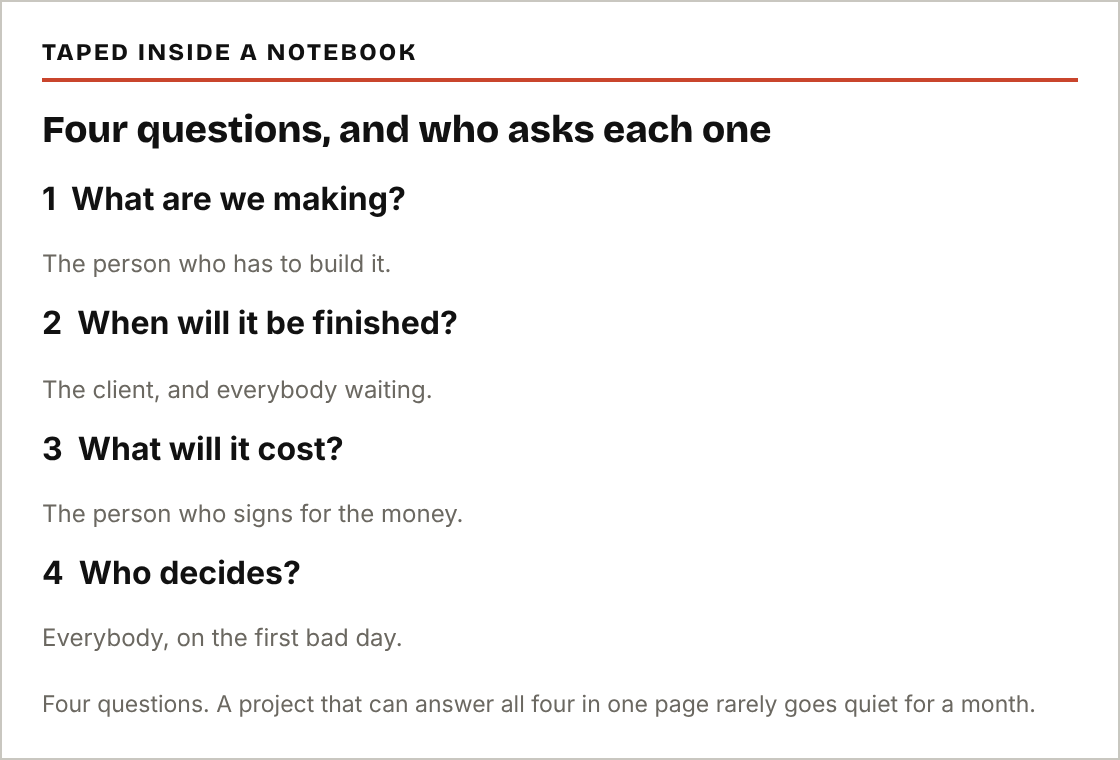 TAPED INSIDE A NOTEBOOK
Four questions, and who asks each one
1 What are we making?
The person who has to build it.
2 When will it be finished?
The client, and everybody waiting.
3 What will it cost?
The person who signs for the money.
4 Who decides?
Everybody, on the first bad day.
Four questions. A project that can answer all four in one page rarely goes quiet for a month.